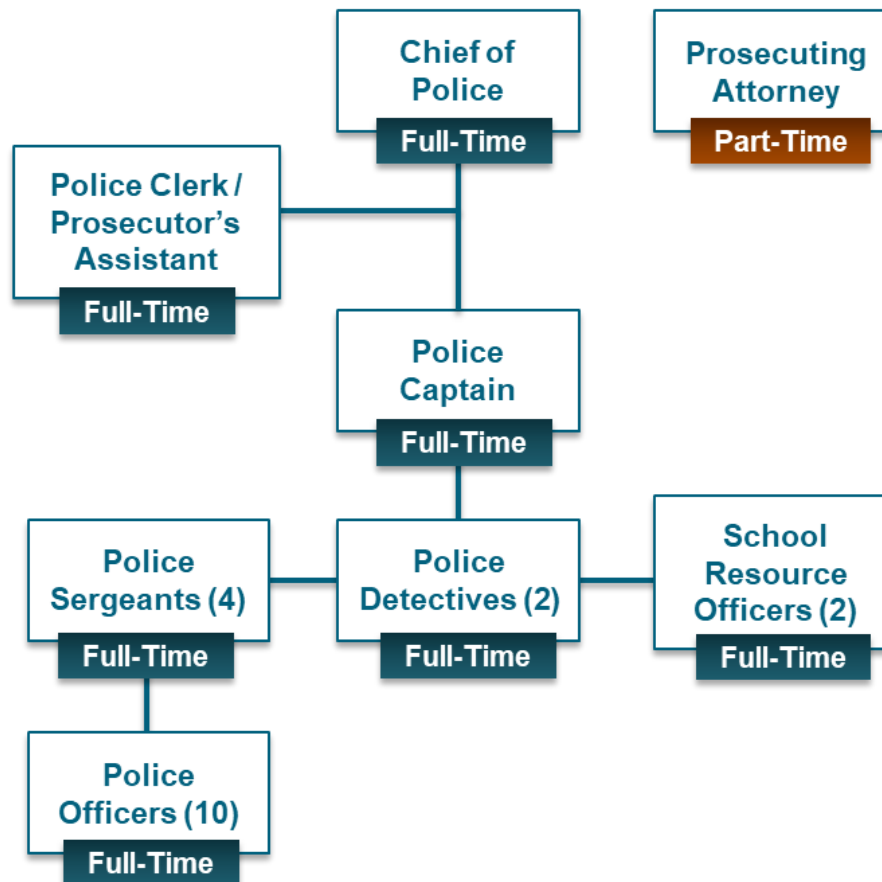 Chief of
Police
Full-Time
Prosecuting
Attorney
Part-Time
Police Clerk /
Prosecutor’s
Assistant
Full-Time
Police
Captain
Full-Time
Police
Sergeants (4)
Full-Time
Police
Detectives (2)
Full-Time
School
Resource
Officers (2)
Full-Time
Police
Officers (10)
Full-Time